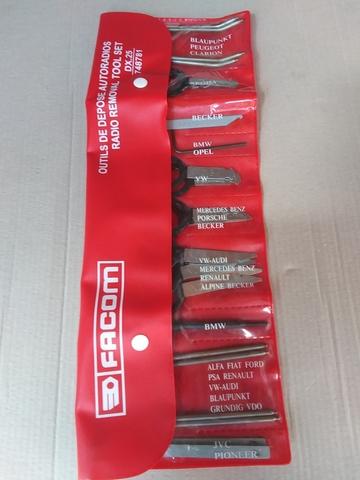 OUTILS DE DEPOSE AUTORADIOS
RADIO REMOVAL TOOL SET
DX.25
748781
FACOM
BLAUPUNKT
PEUGEOT
CLARION
BECKER
BMW
OPEL
VW
MERCEDES BENZ
PORSCHE
BECKER
VW-AUDI
MERCEDES BENZ
RENAULT
ALPINE BECKER
BMW
ALFA FIAT FORD
PSA RENAULT
VW-AUDI
BLAUPUNKT
GRUNDIG VDO
JVC
PIONEER